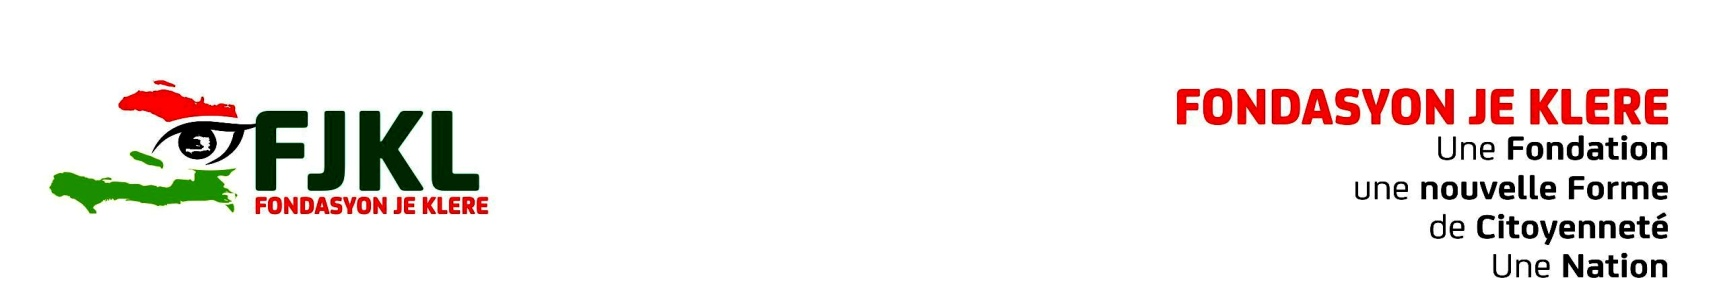 FJKL
FONDASYON JE KLERE
FONDASYON JE KLERE
Une Fondation
une nouvelle Forme
de Citoyenneté
Une Nation